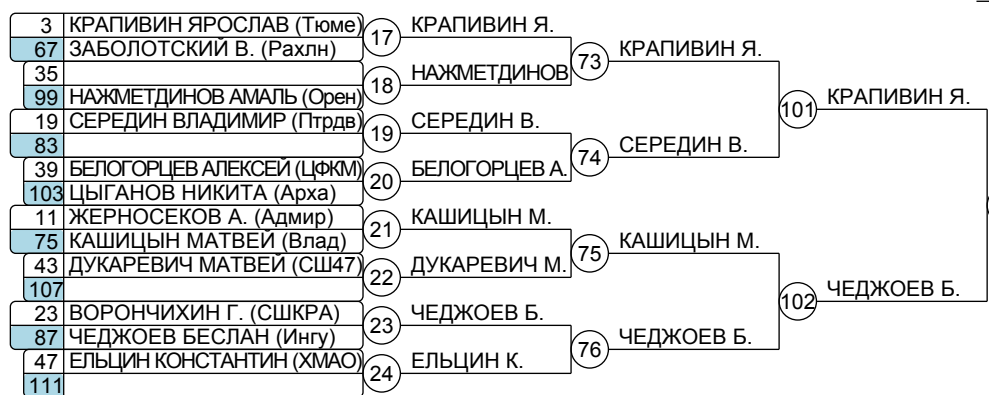 3 КРАПИВИН ЯРОСЛАВ (Тюме)
67 ЗАБОЛОТСКИЙ В. (Рахлн)
35
99 НАЖМЕТДИНОВ АМАЛЬ (Орен)
19 СЕРЕДИН ВЛАДИМИР (Птрдв)
83
39 БЕЛОГОРЦЕВ АЛЕКСЕЙ (ЦФКМ)
103 ЦЫГАНОВ НИКИТА (Арха)
11 ЖЕРНОСЕКОВ А. (Адмир)
75 КАШИЦЫН МАТВЕЙ (Влад)
43 ДУКАРЕВИЧ МАТВЕЙ (СШ47)
107
23 ВОРОНЧИХИН Г. (СШКРА)
87 ЧЕДЖОЕВ БЕСЛАН (Ингу)
47 ЕЛЬЦИН КОНСТАНТИН (ХМАО)
111
17 КРАПИВИН Я.
18 НАЖМЕТДИНОВ
19 СЕРЕДИН В.
20 БЕЛОГОРЦЕВ А.
21 КАШИЦЫН М.
22 ДУКАРЕВИЧ М.
23 ЧЕДЖОЕВ Б.
24 ЕЛЬЦИН К.
73 КРАПИВИН Я.
74 СЕРЕДИН В.
75 КАШИЦЫН М.
76 ЧЕДЖОЕВ Б.
101 КРАПИВИН Я.
102 ЧЕДЖОЕВ Б.